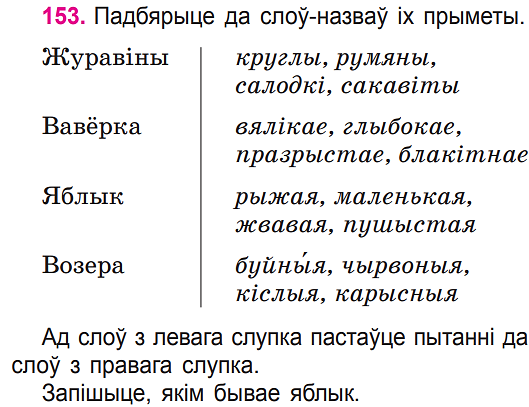 153. Падбярыце да слоў-назваў іх прыметы.
Журавіны круглы, румяны,
салодкі, сакавіты
Вавёрка вялікае, глыбокае,
празрыстае, блакітнае
Яблык рыжая, маленькая,
жвавая, пушыстая
Возера буйны́я, чырвоныя,
кіслыя, карысныя
Ад слоў з левага слупка пастаўце пытанні да
слоў з правага слупка.
Запішыце, якім бывае яблык.